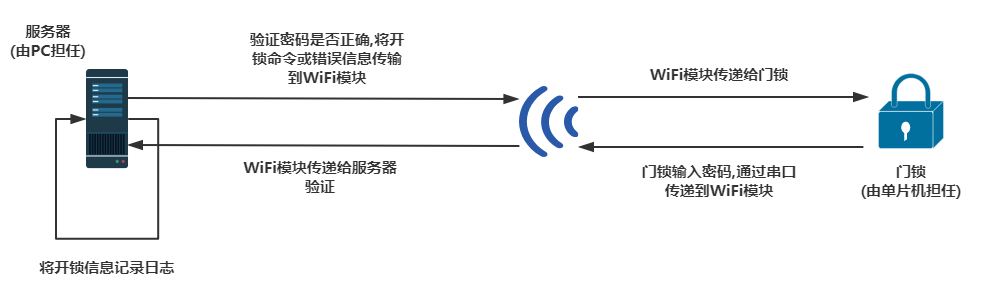 服务器
(由PC担任)
验证密码是否正确,将开
锁命令或错误信息传输
到WiFi模块
WiFi模块传递给门锁
WiFi模块传递给服务器
验证
门锁输入密码,通过串口
传递到WiFi模块
门锁
(由单片机担任)
将开锁信息记录日志